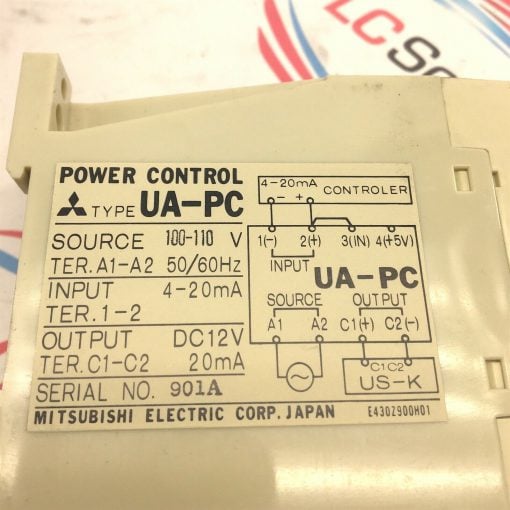 LCSo
POWER CONTROL
TYPE UA-PC
SOURCE 100-110 V
TER. A1-A2 50/60Hz
INPUT 4-20mA
TER. 1-2
OUTPUT DC12V
TER. C1-C2 20mA
SERIAL NO. 901A
MITSUBISHI ELECTRIC CORP. JAPAN
4-20mA CONTROLER
- +
1(-) 2(+) 3(IN) 4(+5V)
INPUT
UA-PC
SOURCE OUTPUT
A1 A2 C1(+) C2(-)
C1 C2
US-K
E430Z900H01